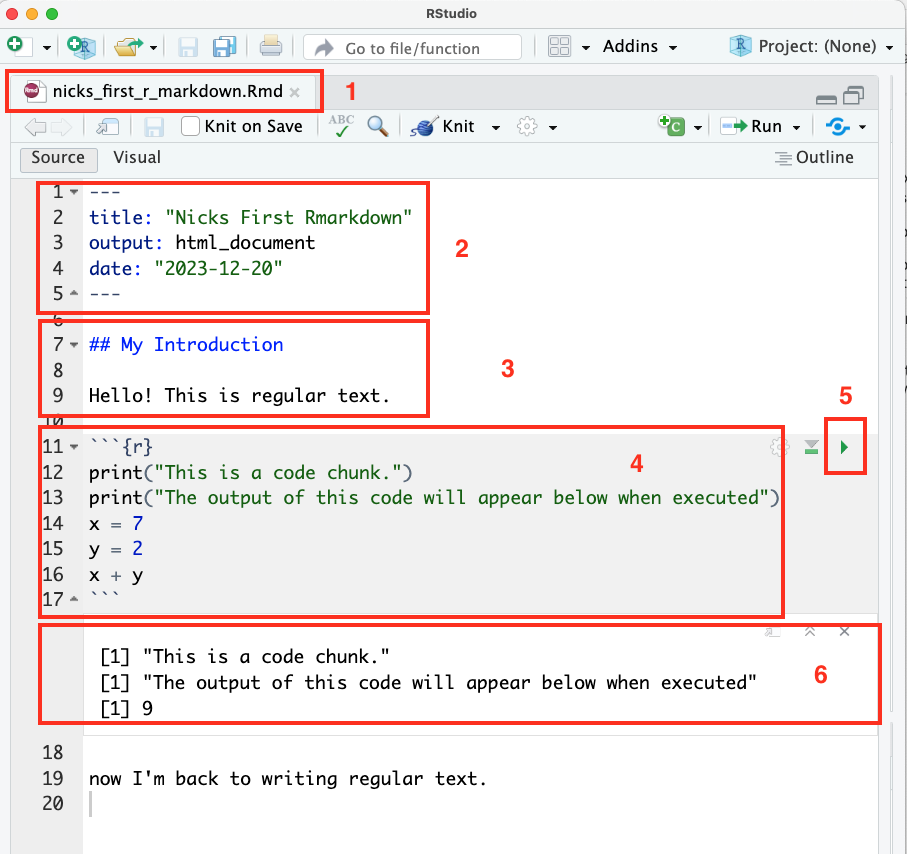 RStudio
Go to file/function
Addins
Project: (None)
nicks_first_r_markdown.Rmd
1
Knit on Save
ABC
Knit
Run
Source
Visual
Outline
1 ---
2 title: "Nicks First Rmarkdown"
3 output: html_document
4 date: "2023-12-20"
5 ---
2
6
7 ## My Introduction
8
9 Hello! This is regular text.
3
10
5
11 ```{r}
12 print("This is a code chunk.")
13 print("The output of this code will appear below when executed")
14 x = 7
15 y = 2
16 x + y
17 ```
4
[1] "This is a code chunk."
[1] "The output of this code will appear below when executed"
[1] 9
6
18
19 now I'm back to writing regular text.
20